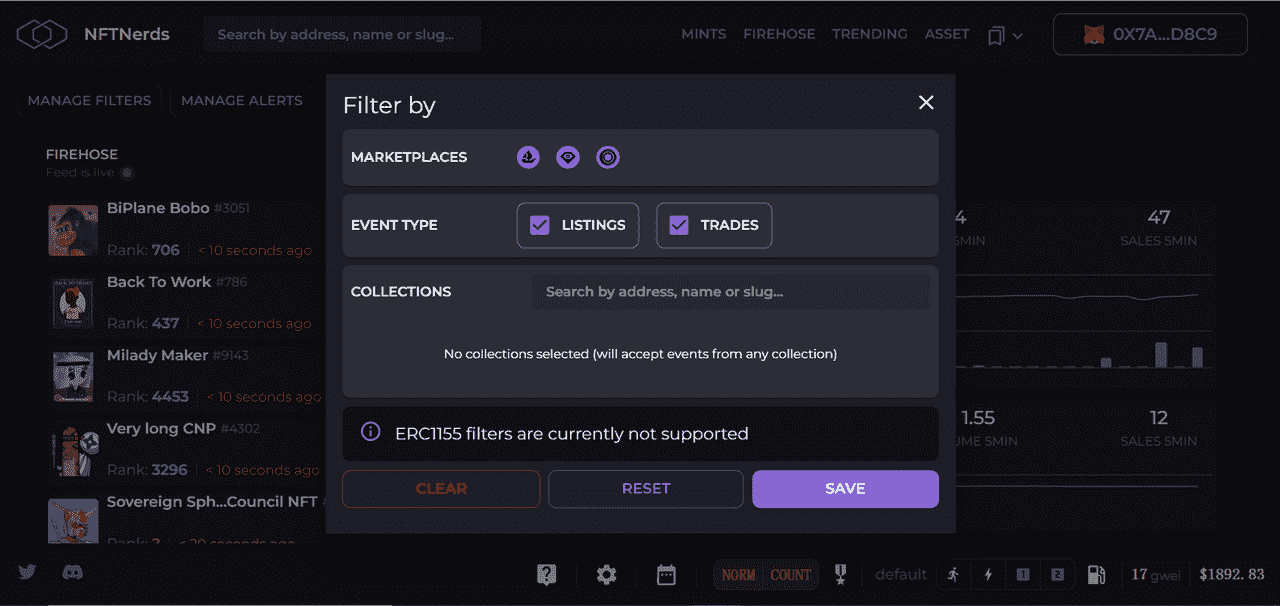 NFTNerds
Search by address, name or slug...
MINTS FIREHOSE TRENDING ASSET
0X7A...D8C9
MANAGE FILTERS MANAGE ALERTS
FIREHOSE
Feed is live
BiPlane Bobo #3051
Rank: 706 < 10 seconds ago
Back To Work #786
Rank: 437 < 10 seconds ago
Milady Maker #9143
Rank: 4453 < 10 seconds ago
Very long CNP #4302
Rank: 3296 < 10 seconds ago
Sovereign Sph...Council NFT
Rank: ? < 20 seconds ago
Filter by
MARKETPLACES
EVENT TYPE LISTINGS TRADES
COLLECTIONS Search by address, name or slug...
No collections selected (will accept events from any collection)
ERC1155 filters are currently not supported
CLEAR RESET SAVE
4 47
5MIN SALES 5MIN
1.55 12
UME 5MIN SALES 5MIN
NORM COUNT default 1 2 17 gwei $1892.83